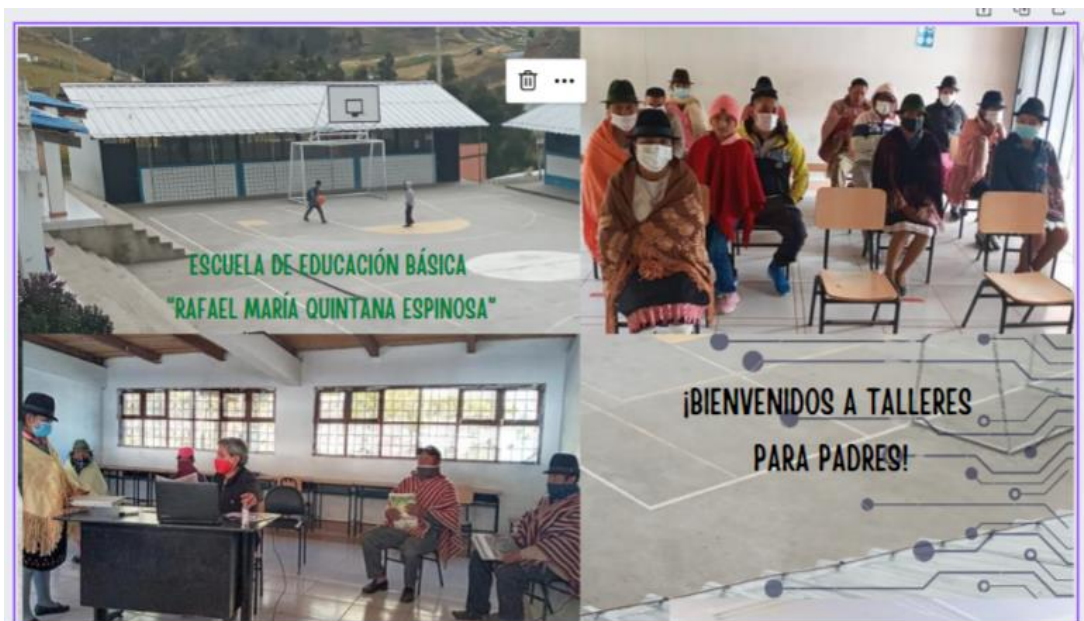 ESCUELA DE EDUCACIÓN BÁSICA
"RAFAEL MARÍA QUINTANA ESPINOSA"
¡BIENVENIDOS A TALLERES
PARA PADRES!